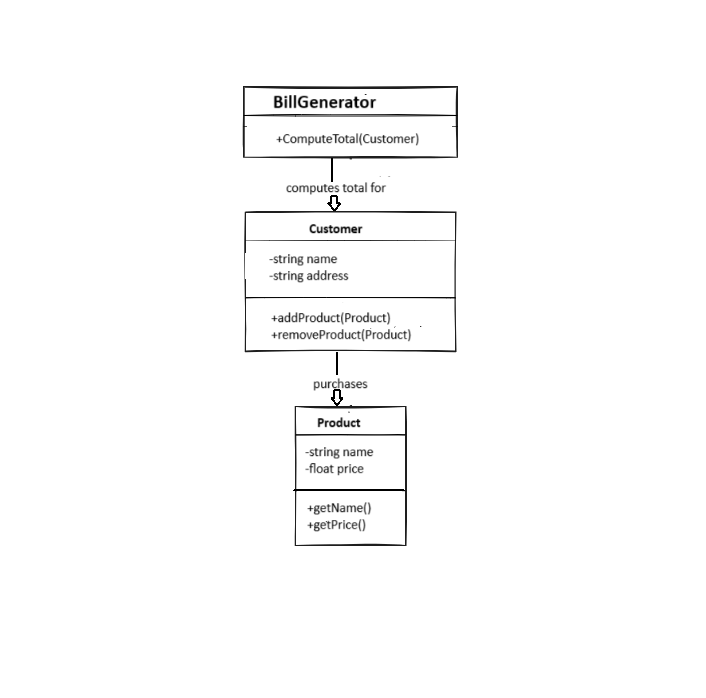 BillGenerator
+ComputeTotal(Customer)
computes total for
Customer
-string name
-string address
+addProduct(Product)
+removeProduct(Product)
purchases
Product
-string name
-float price
+getName()
+getPrice()